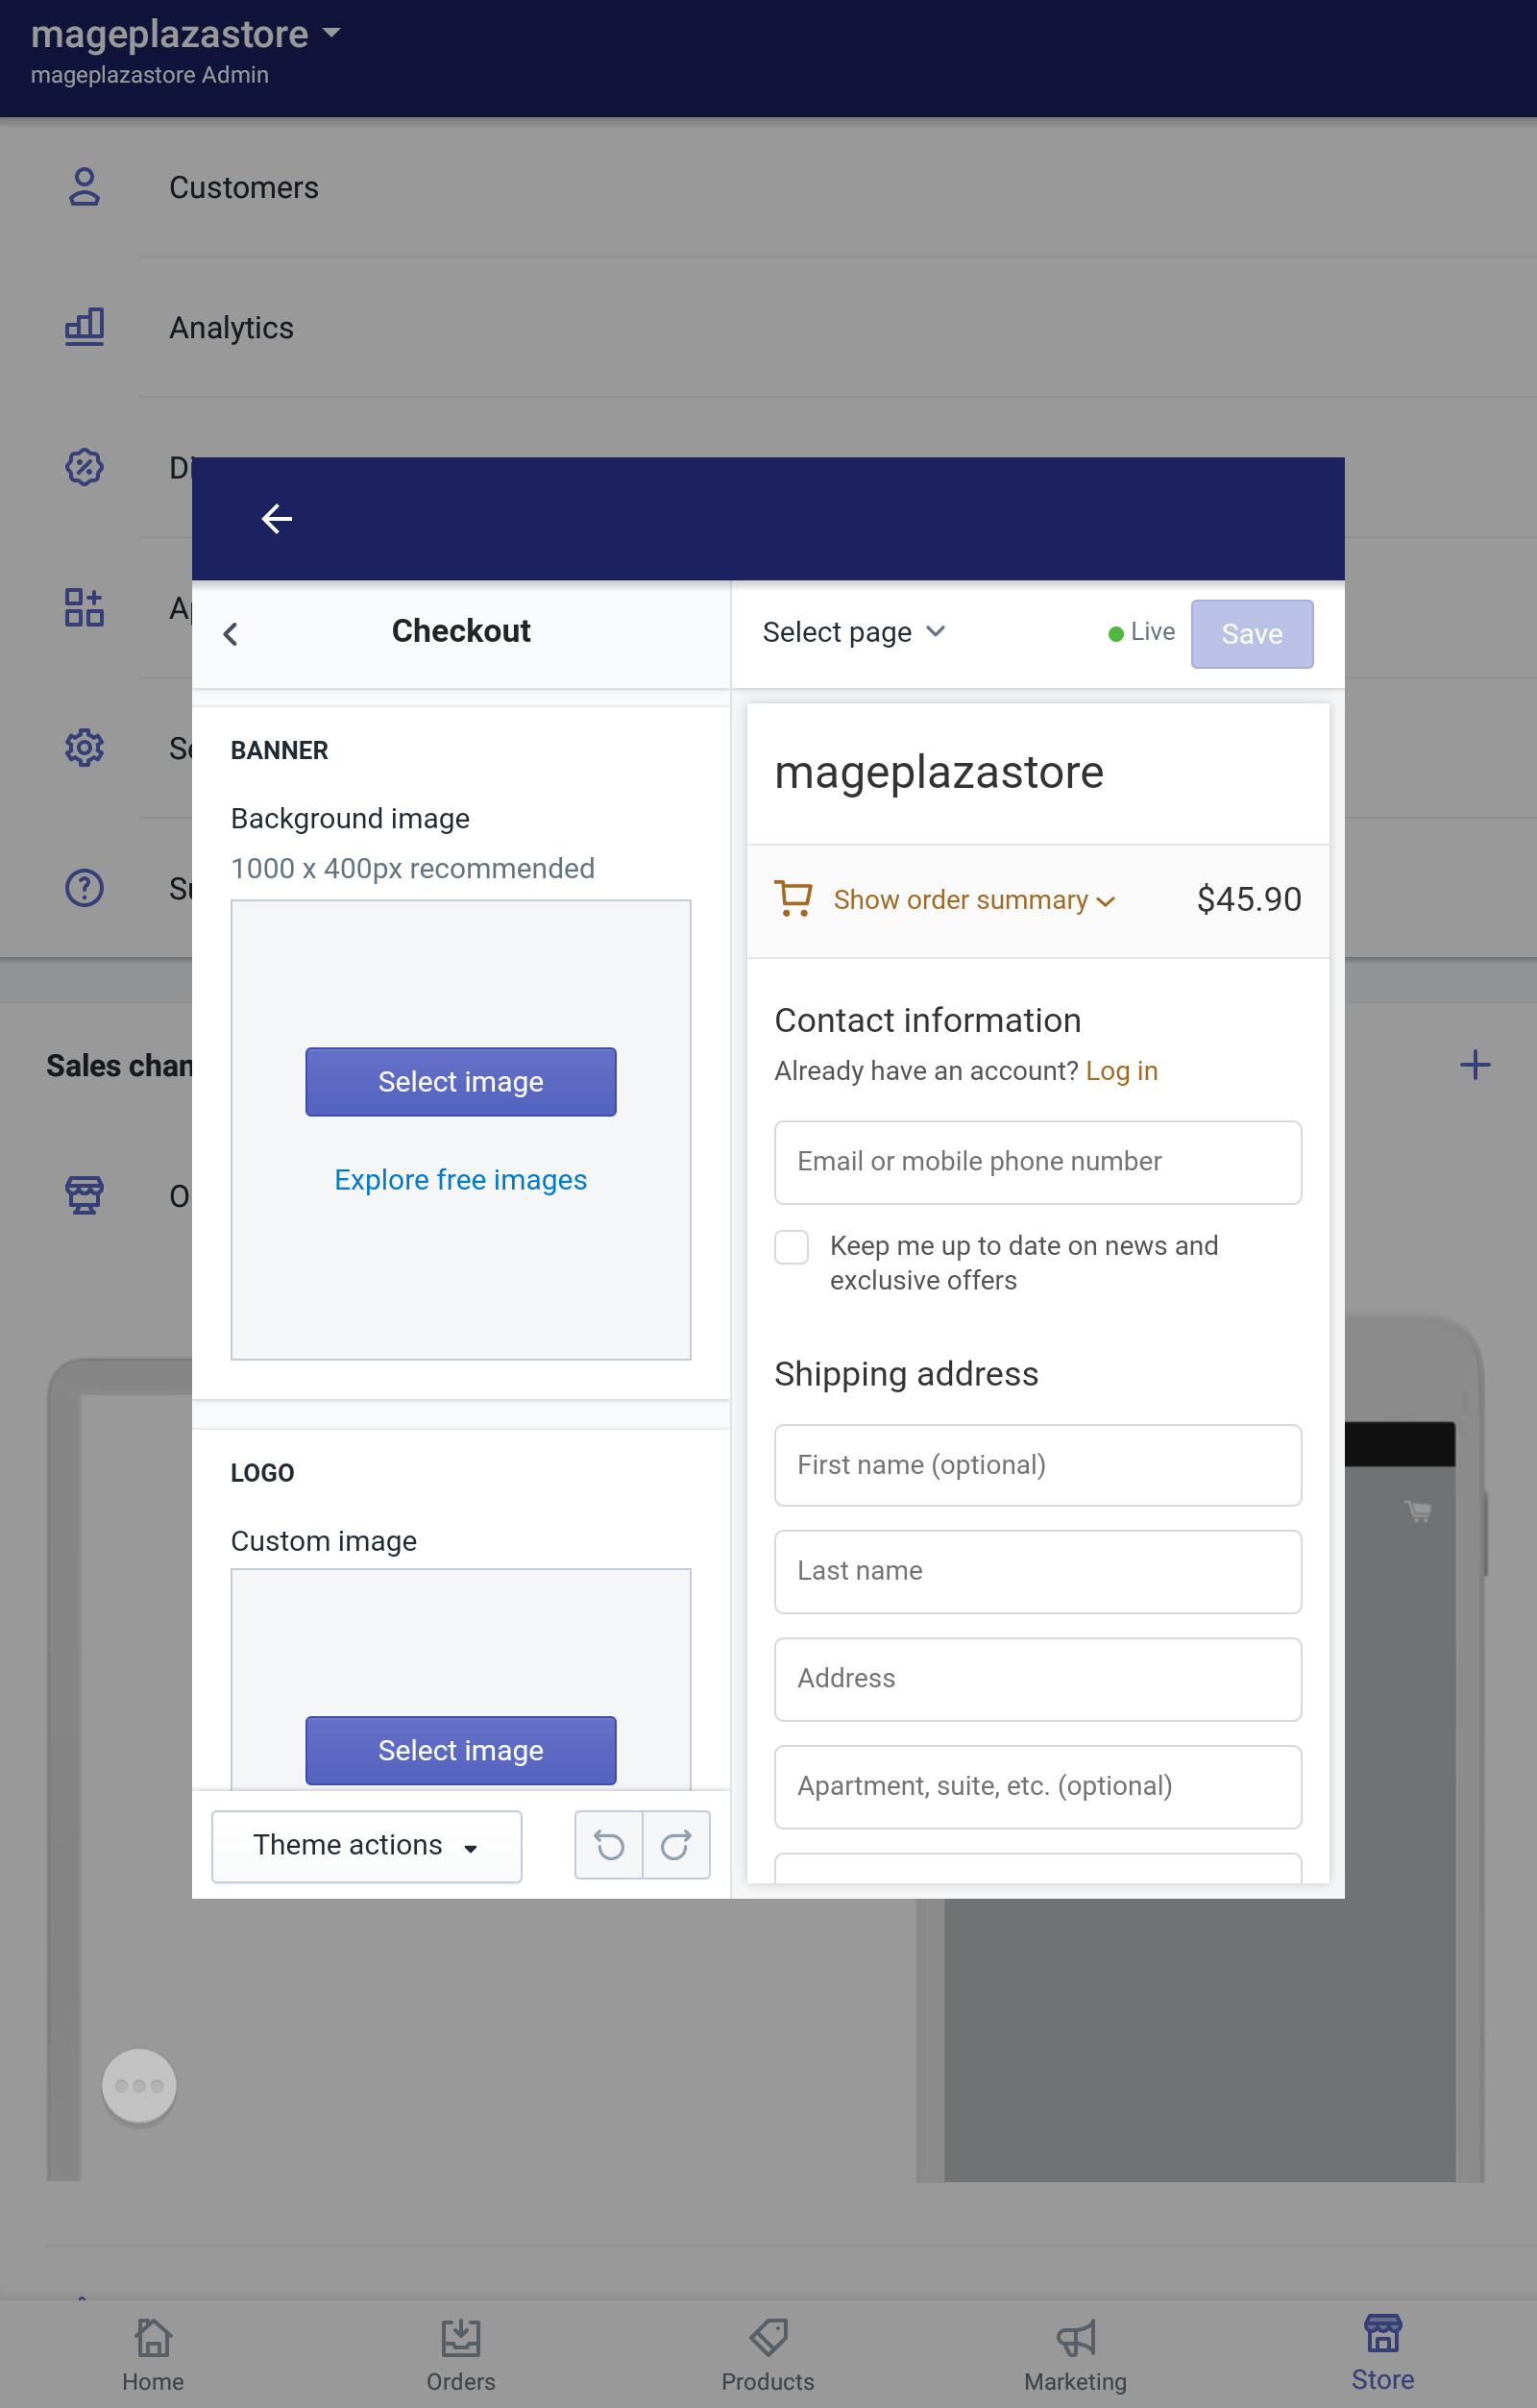 mageplazastore
mageplazastore Admin
Customers
Analytics
Checkout
Select page
Live
Save
BANNER
Background image
1000 x 400px recommended
Select image
Explore free images
LOGO
Custom image
Select image
Theme actions
mageplazastore
Show order summary
$45.90
Contact information
Already have an account? Log in
Email or mobile phone number
Keep me up to date on news and
exclusive offers
Shipping address
First name (optional)
Last name
Address
Apartment, suite, etc. (optional)
Sales chan
Home
Orders
Products
Marketing
Store